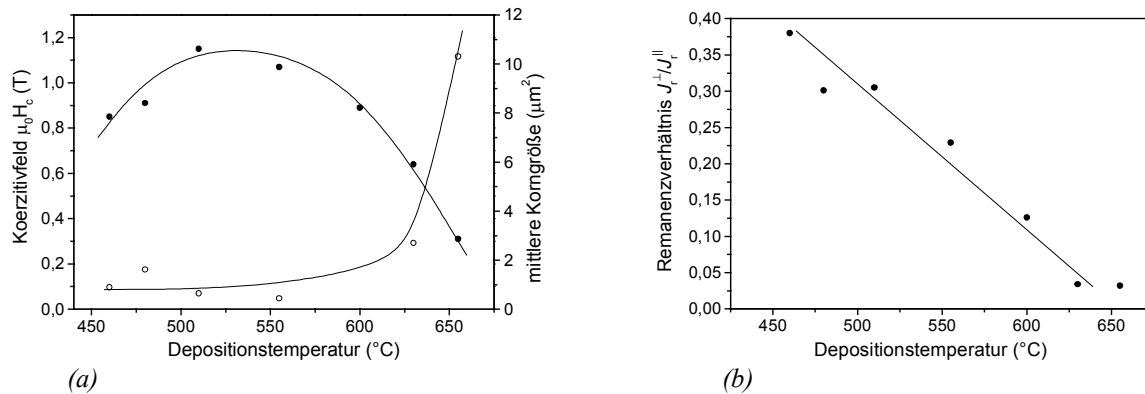 Koerzitivfeld μ₀Hc (T)
1,2
1,0
0,8
0,6
0,4
0,2
0,0
12
10
8
6
4
2
0
mittlere Korngröße (μm²)
450 500 550 600 650
Depositionstemperatur (°C)
(a)
Remanenzverhältnis Jr⊥/Jr||
0,40
0,35
0,30
0,25
0,20
0,15
0,10
0,05
0,00
450 500 550 600 650
Depositionstemperatur (°C)
(b)